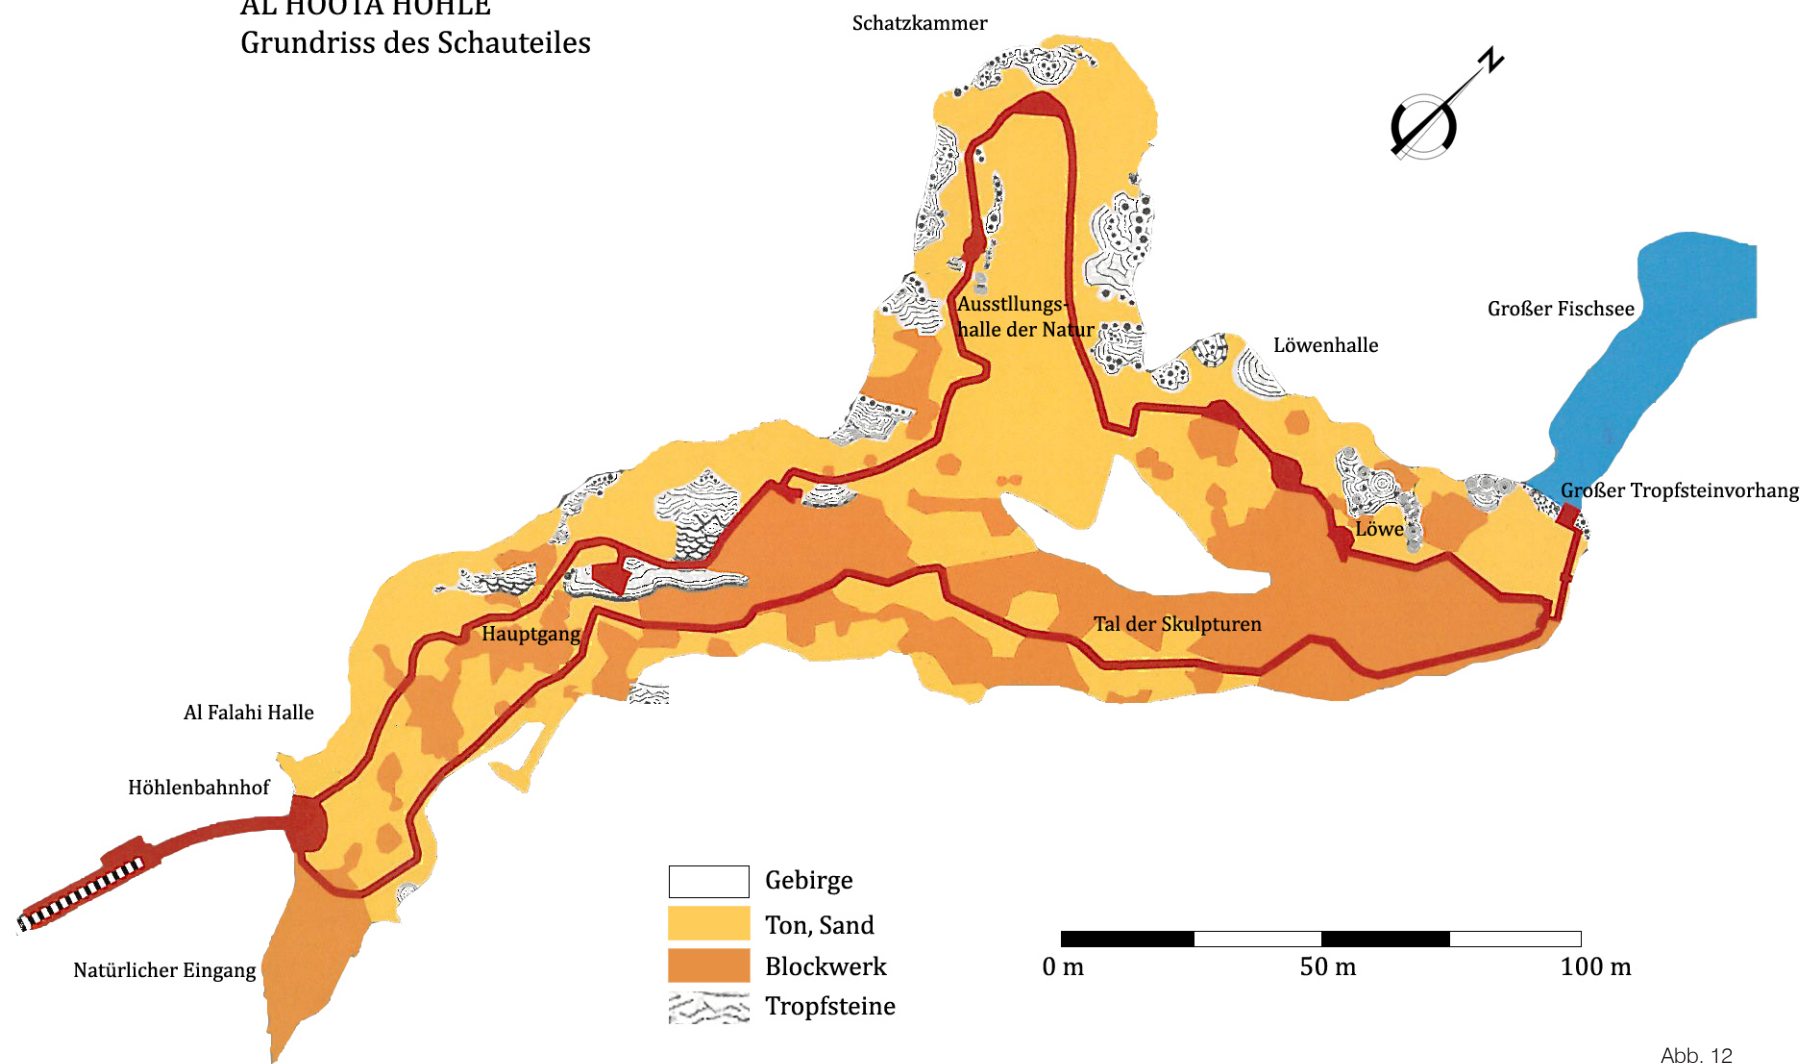 AL HOOTA HÖHLE
Grundriss des Schauteiles
Schatzkammer
N
Ausstllungs-
halle der Natur
Großer Fischsee
Löwenhalle
Großer Tropfsteinvorhang
Löwe
Tal der Skulpturen
Hauptgang
Al Falahi Halle
Höhlenbahnhof
Natürlicher Eingang
Gebirge
Ton, Sand
Blockwerk
Tropfsteine
0 m 50 m 100 m
Abb. 12